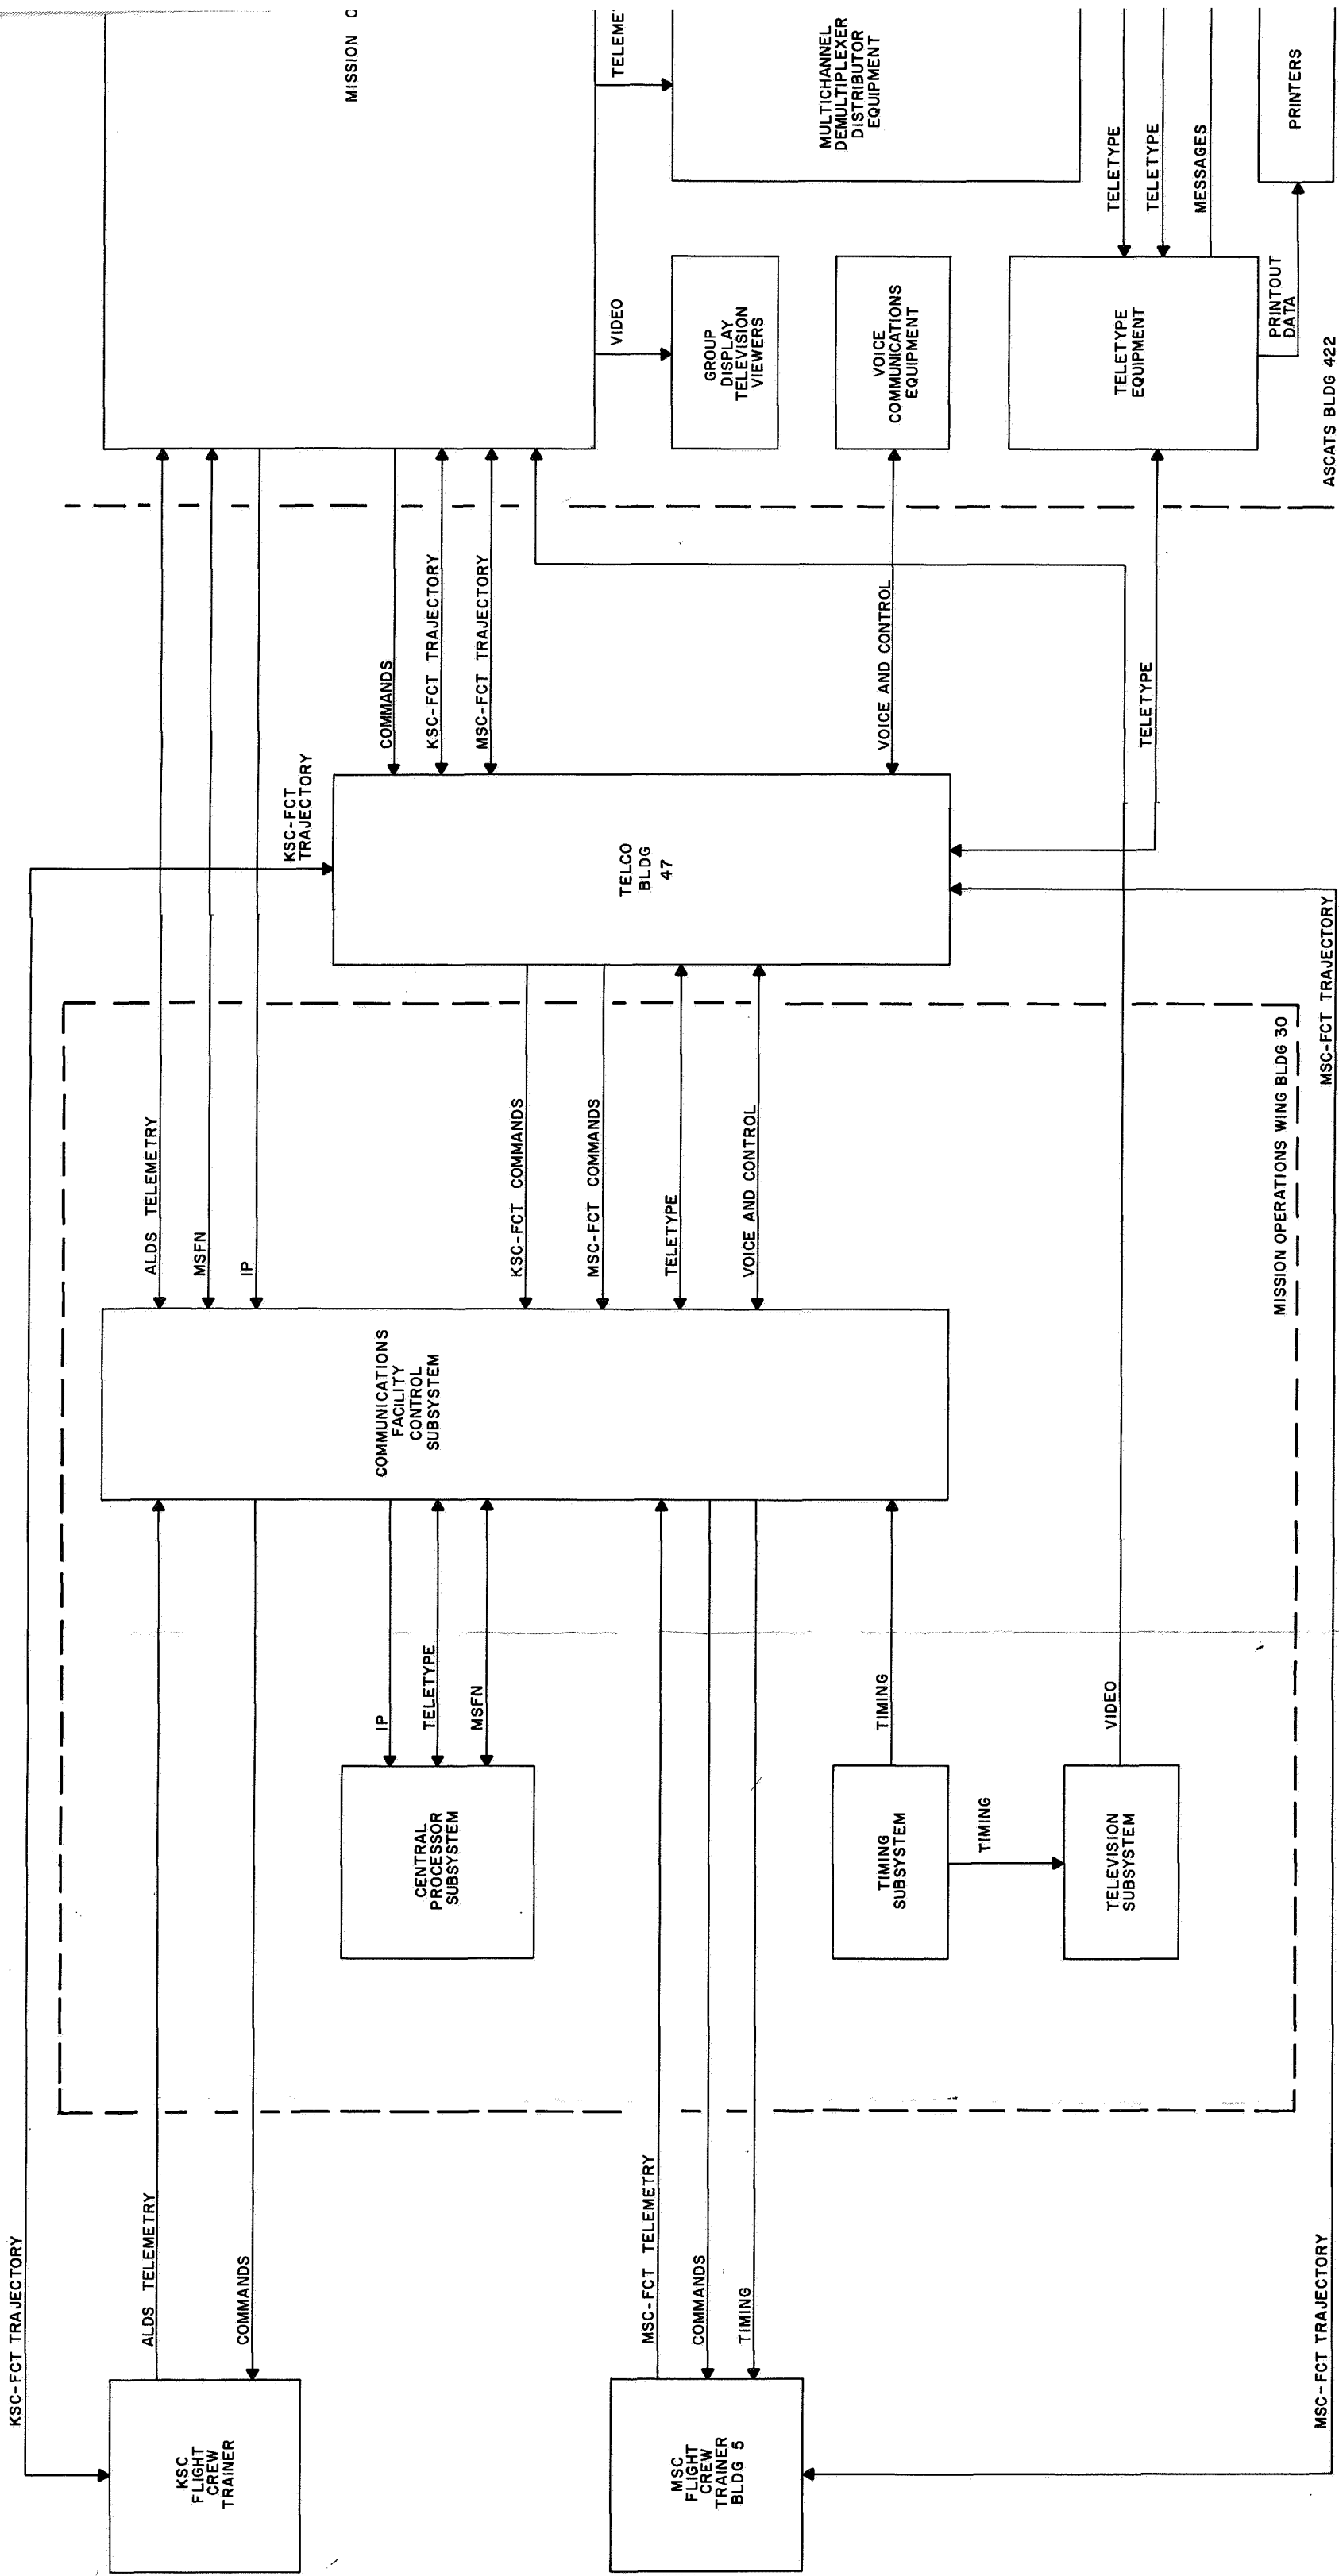 KSC-FCT TRAJECTORY
KSC
FLIGHT
CREW
TRAINER
ALDS TELEMETRY
COMMANDS
MSC
FLIGHT
CREW
TRAINER
BLDG 5
MSC-FCT TELEMETRY
COMMANDS
TIMING
MSC-FCT TRAJECTORY
CENTRAL
PROCESSOR
SUBSYSTEM
IP
TELETYPE
MSFN
TIMING
SUBSYSTEM
TIMING
TIMING
TELEVISION
SUBSYSTEM
VIDEO
COMMUNICATIONS
FACILITY
CONTROL
SUBSYSTEM
ALDS TELEMETRY
MSFN
IP
KSC-FCT COMMANDS
MSC-FCT COMMANDS
TELETYPE
VOICE AND CONTROL
MISSION OPERATIONS WING BLDG 30
MSC-FCT TRAJECTORY
KSC-FCT
TRAJECTORY
TELCO
BLDG
47
COMMANDS
KSC-FCT TRAJECTORY
MSC-FCT TRAJECTORY
VOICE AND CONTROL
TELETYPE
MISSION
VIDEO
TELEME
GROUP
DISPLAY
TELEVISION
VIEWERS
MULTICHANNEL
DEMULTIPLEXER
DISTRIBUTOR
EQUIPMENT
VOICE
COMMUNICATIONS
EQUIPMENT
TELETYPE
EQUIPMENT
TELETYPE
TELETYPE
MESSAGES
PRINTOUT
DATA
PRINTERS
ASCATS BLDG 422